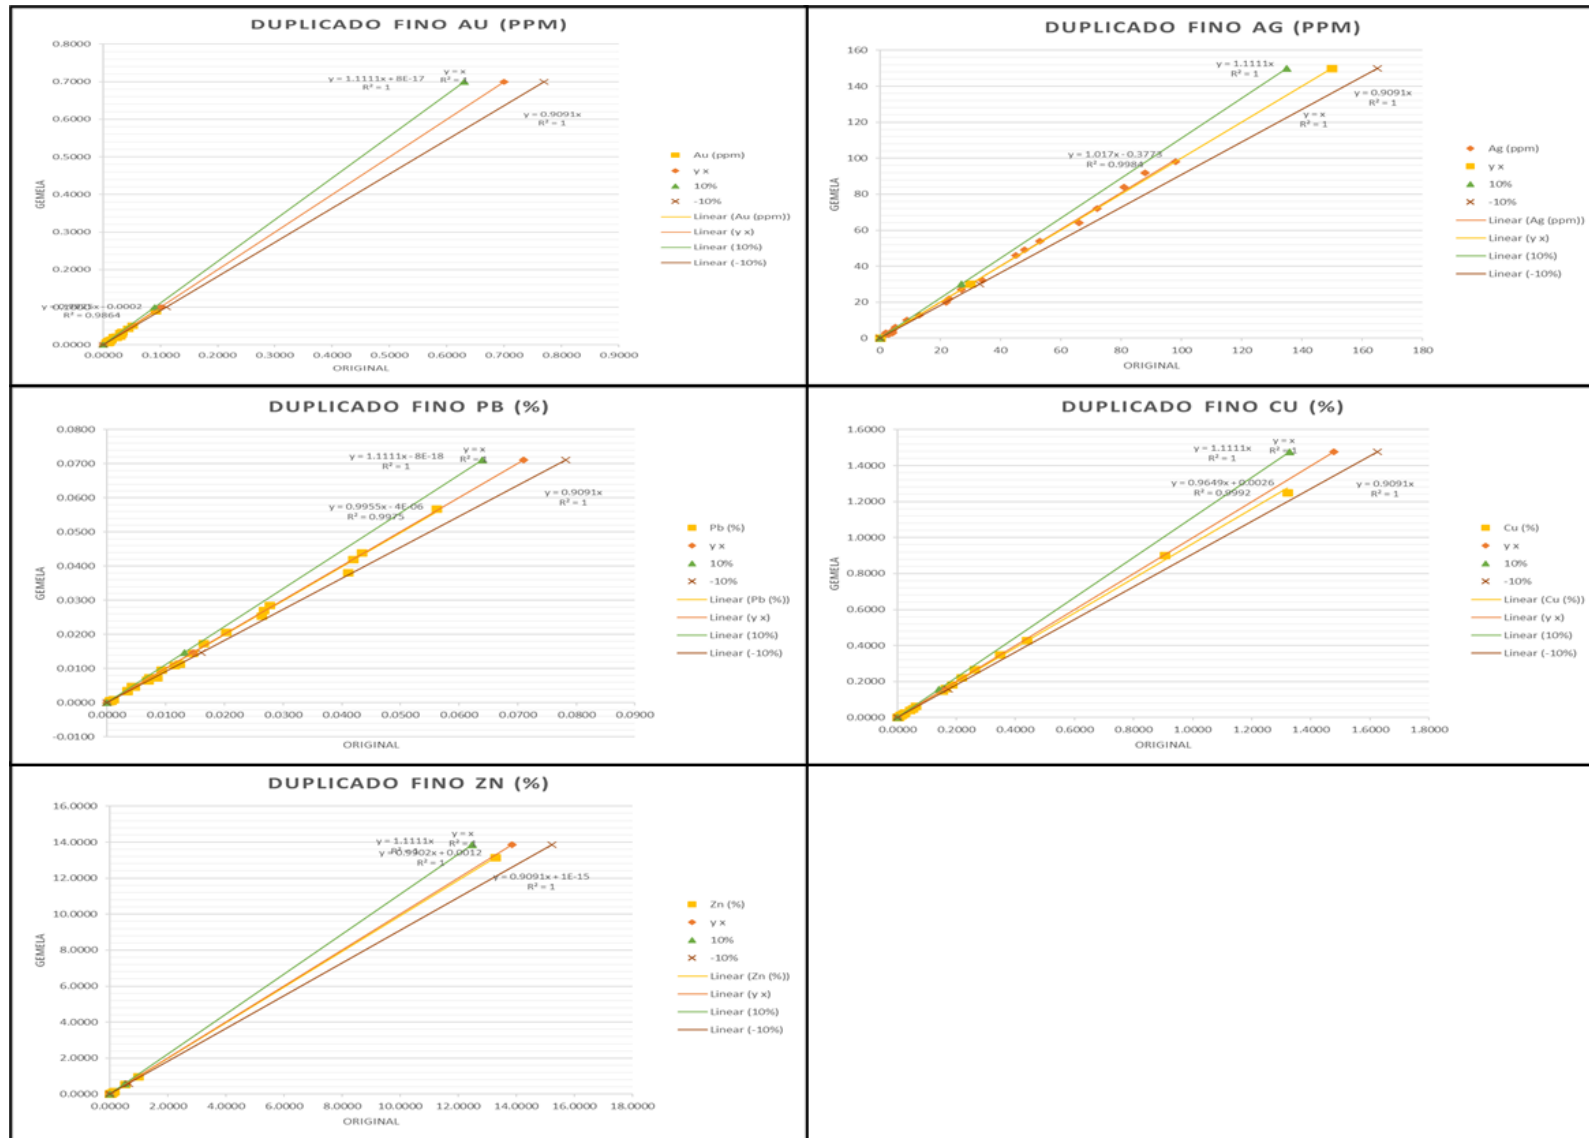 DUPLICADO FINO AU (PPM)
0.8000
0.7000
0.6000
0.5000
0.4000
0.3000
0.2000
0.0000
GEMELA
y = 1.1111x + 8E-17
R² = 1
y = x
y = 0.9091x
R² = 1
R² = 0.9864
0.0000 0.1000 0.2000 0.3000 0.4000 0.5000 0.6000 0.7000 0.8000 0.9000
ORIGINAL
Au (ppm)
y x
10%
-10%
Linear (Au (ppm))
Linear (y x)
Linear (10%)
Linear (-10%)
DUPLICADO FINO AG (PPM)
160
140
120
100
80
60
40
20
0
GEMELA
y = 1.1111x
R² = 1
y = 0.9091x
R² = 1
y = x
R² = 1
y = 1.017x - 0.3773
R² = 0.9984
0 20 40 60 80 100 120 140 160 180
ORIGINAL
Ag (ppm)
y x
10%
-10%
Linear (Ag (ppm))
Linear (y x)
Linear (10%)
Linear (-10%)
DUPLICADO FINO PB (%)
0.0800
0.0700
0.0600
0.0500
0.0400
0.0300
0.0200
0.0100
0.0000
-0.0100
GEMELA
y = 1.1111x - 8E-18
R² = 1
y = x
y = 0.9091x
R² = 1
y = 0.9955x - 4E-06
R² = 0.9975
0.0000 0.0100 0.0200 0.0300 0.0400 0.0500 0.0600 0.0700 0.0800 0.0900
ORIGINAL
Pb (%)
y x
10%
-10%
Linear (Pb (%))
Linear (y x)
Linear (10%)
Linear (-10%)
DUPLICADO FINO CU (%)
1.6000
1.4000
1.2000
1.0000
0.8000
0.6000
0.4000
0.2000
0.0000
GEMELA
y = 1.1111x
R² = 1
y = x
y = 0.9649x + 0.0026
R² = 0.9992
y = 0.9091x
R² = 1
0.0000 0.2000 0.4000 0.6000 0.8000 1.0000 1.2000 1.4000 1.6000 1.8000
ORIGINAL
Cu (%)
y x
10%
-10%
Linear (Cu (%))
Linear (y x)
Linear (10%)
Linear (-10%)
DUPLICADO FINO ZN (%)
16.0000
14.0000
12.0000
10.0000
8.0000
6.0000
4.0000
2.0000
0.0000
GEMELA
y = 1.1111x
y = x
y = 0.9902x + 0.0012
R² = 1
y = 0.9091x + 1E-15
R² = 1
0.0000 2.0000 4.0000 6.0000 8.0000 10.0000 12.0000 14.0000 16.0000 18.0000
ORIGINAL
Zn (%)
y x
10%
-10%
Linear (Zn (%))
Linear (y x)
Linear (10%)
Linear (-10%)